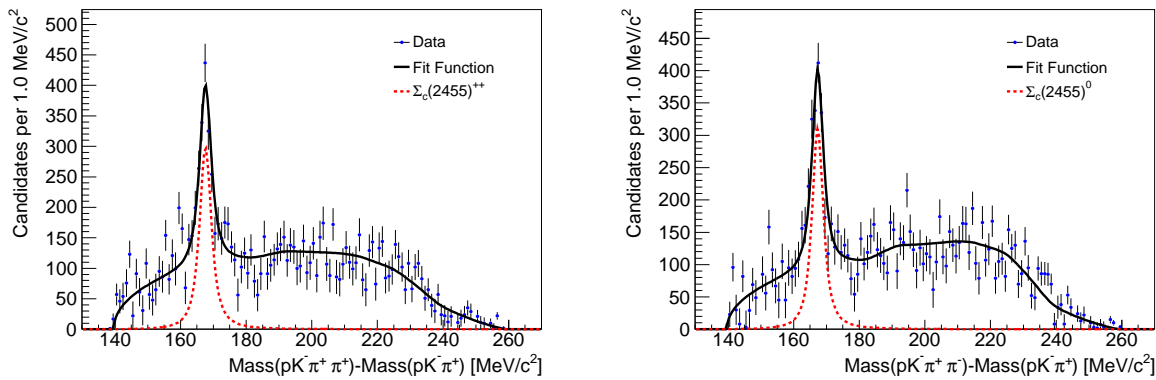 Candidates per 1.0 MeV/c²
500
450
400
350
300
250
200
150
100
50
0
Data
Fit Function
Σc(2455)⁺⁺
140 160 180 200 220 240 260
Mass(pK⁻π⁺ π⁺)-Mass(pK⁻π⁺) [MeV/c²]
Candidates per 1.0 MeV/c²
450
400
350
300
250
200
150
100
50
0
Data
Fit Function
Σc(2455)⁰
140 160 180 200 220 240 260
Mass(pK⁻π⁺ π⁻)-Mass(pK⁻π⁺) [MeV/c²]